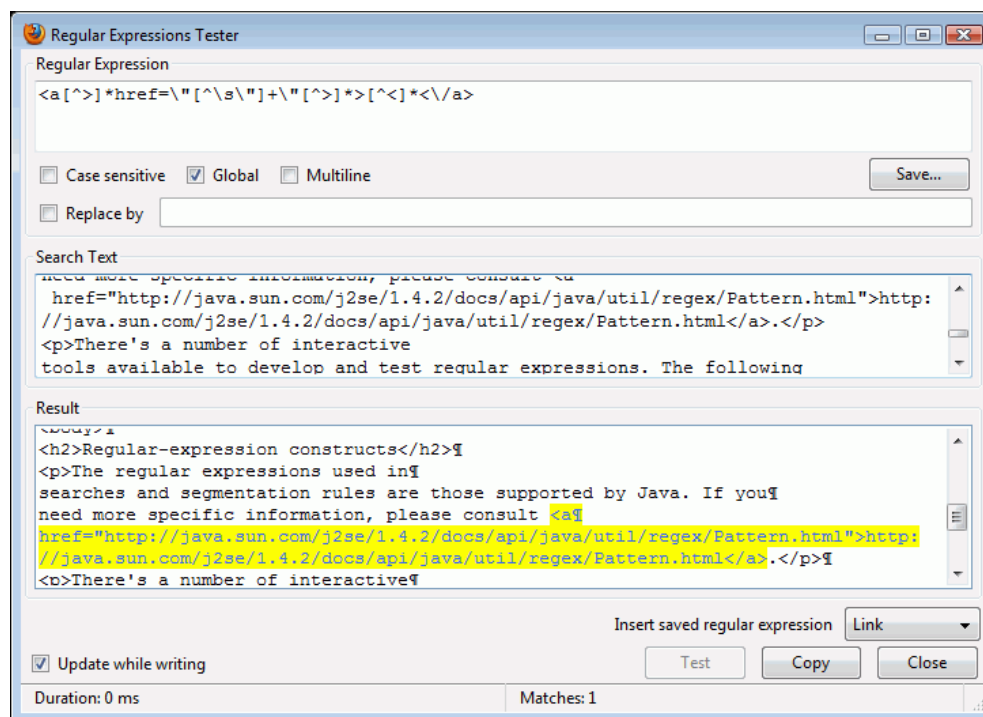 Regular Expressions Tester
Regular Expression
<a[^>]*href=\"[^\s\"]+\"[^>]*>[^<]*<\/a>
Case sensitive Global Multiline Save...
Replace by
Search Text
need more specific information, please consult <a
href="http://java.sun.com/j2se/1.4.2/docs/api/java/util/regex/Pattern.html">http:
//java.sun.com/j2se/1.4.2/docs/api/java/util/regex/Pattern.html</a>.</p>
<p>There's a number of interactive
tools available to develop and test regular expressions. The following
Result
<body>¶
<h2>Regular-expression constructs</h2>¶
<p>The regular expressions used in¶
searches and segmentation rules are those supported by Java. If you¶
need more specific information, please consult <a¶
href="http://java.sun.com/j2se/1.4.2/docs/api/java/util/regex/Pattern.html">http:
//java.sun.com/j2se/1.4.2/docs/api/java/util/regex/Pattern.html</a>.</p>¶
<p>There's a number of interactive¶
Insert saved regular expression Link
Update while writing Test Copy Close
Duration: 0 ms Matches: 1